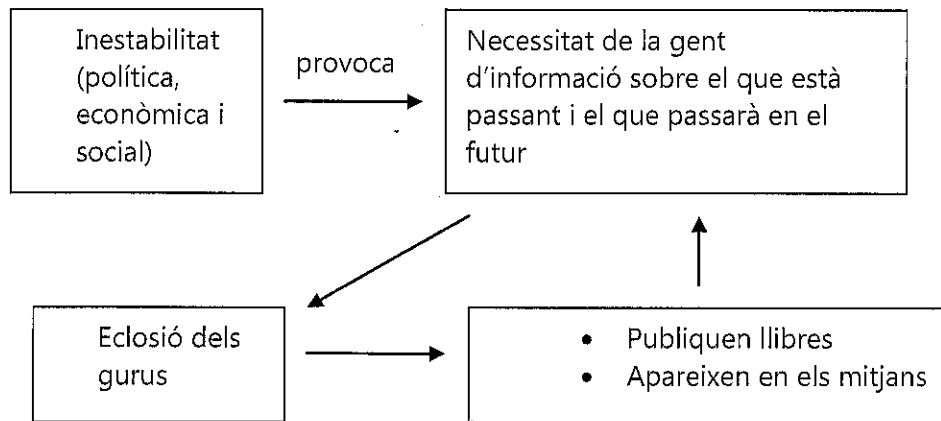 Inestabilitat
(política,
econòmica i
social)
provoca
Necessitat de la gent
d'informació sobre el que està
passant i el que passarà en el
futur
Eclosió dels
gurus
• Publiquen llibres
• Apareixen en els mitjans